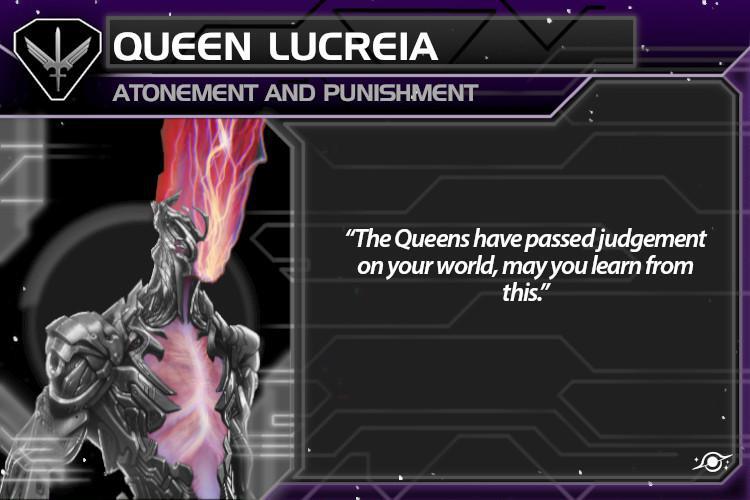 QUEEN LUCREIA
ATONEMENT AND PUNISHMENT
“The Queens have passed judgement
on your world, may you learn from
this.”